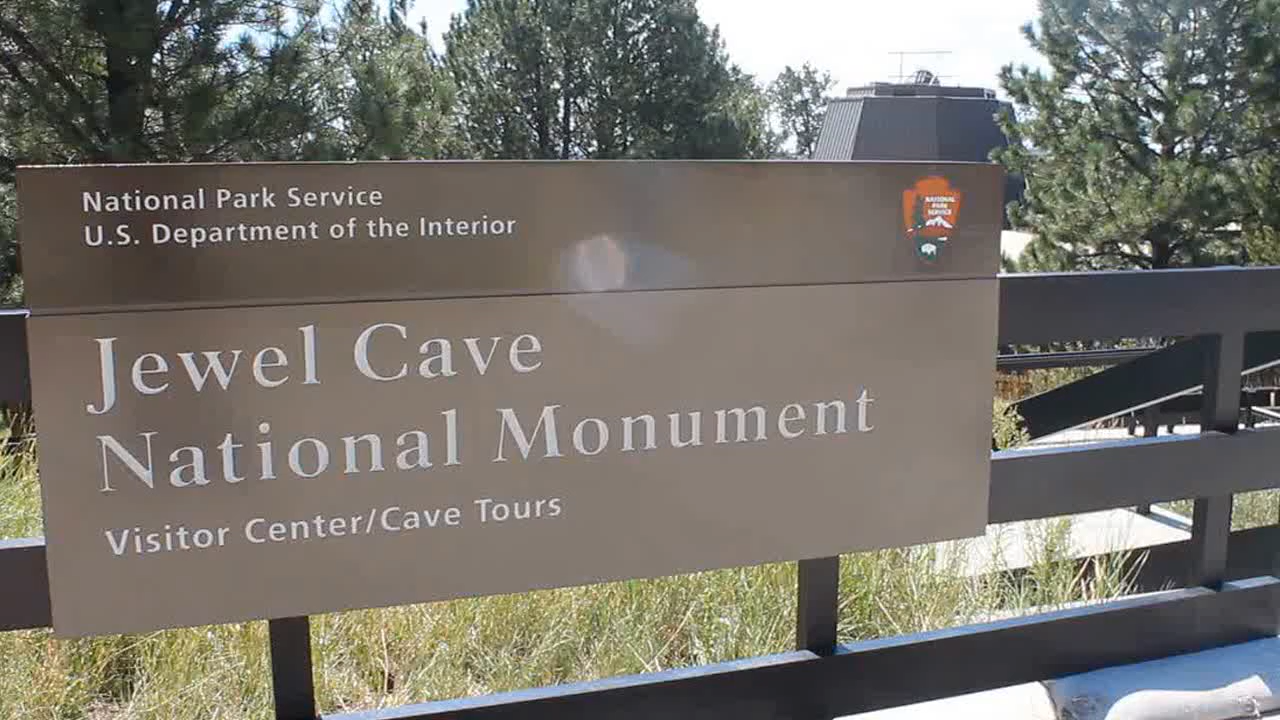 National Park Service
U.S. Department of the Interior
NATIONAL
PARK
SERVICE
Jewel Cave
National Monument
Visitor Center/Cave Tours